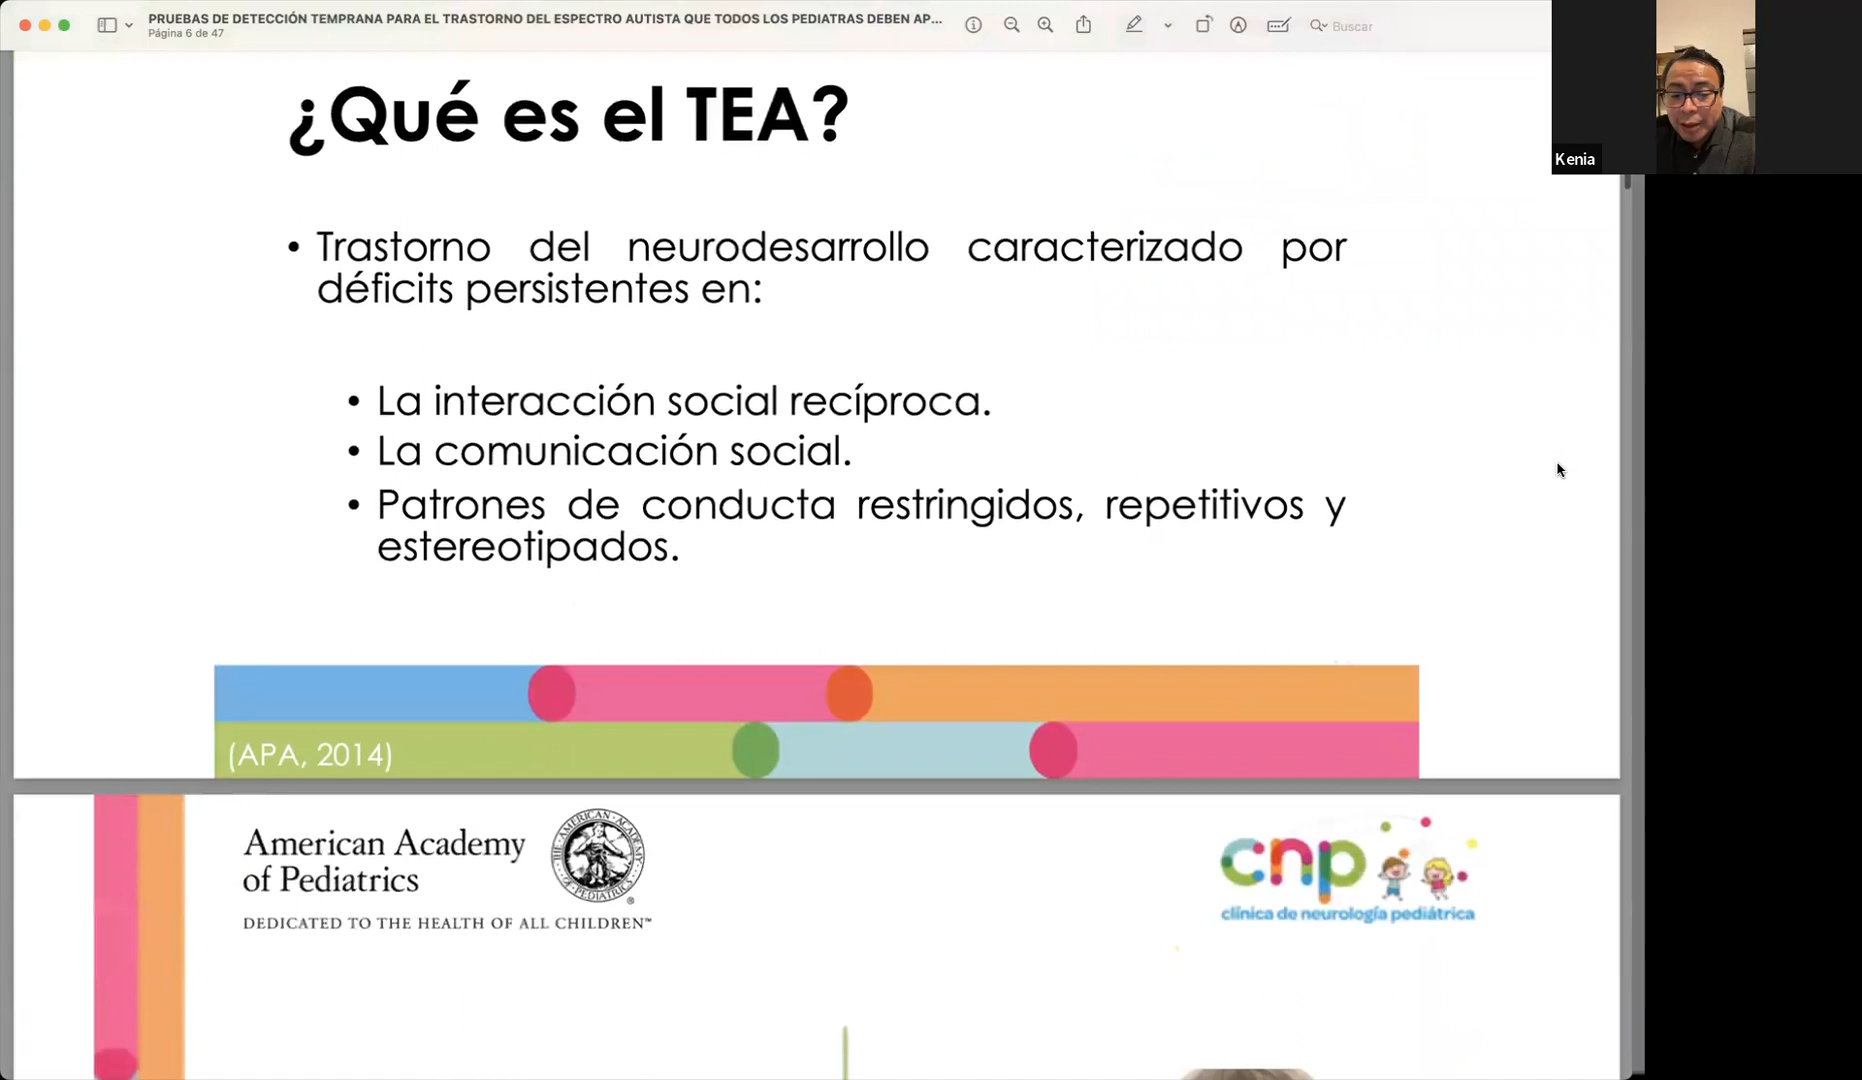 PRUEBAS DE DETECCIÓN TEMPRANA PARA EL TRASTORNO DEL ESPECTRO AUTISTA QUE TODOS LOS PEDIATRAS DEBEN AP...
Página 6 de 47
Buscar
Kenia
¿Qué es el TEA?
• Trastorno del neurodesarrollo caracterizado por
déficits persistentes en:
• La interacción social recíproca.
• La comunicación social.
• Patrones de conducta restringidos, repetitivos y
estereotipados.
(APA, 2014)
American Academy
of Pediatrics
DEDICATED TO THE HEALTH OF ALL CHILDREN™
cnp
clínica de neurología pediátrica